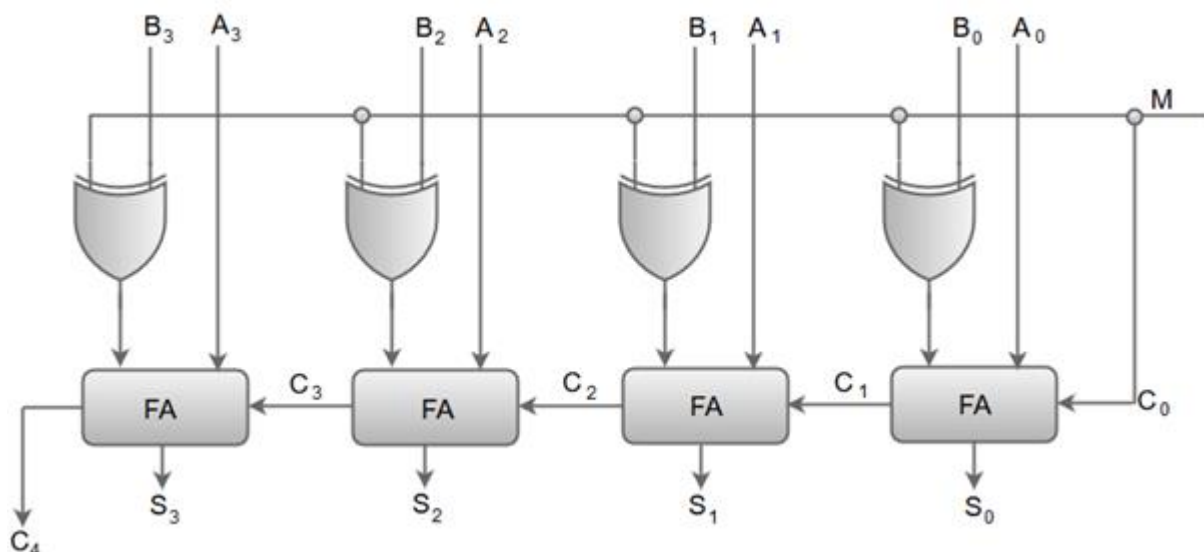 B₃ A₃ B₂ A₂ B₁ A₁ B₀ A₀
M
C₃ C₂ C₁ C₀
FA FA FA FA
S₃ S₂ S₁ S₀
C₄